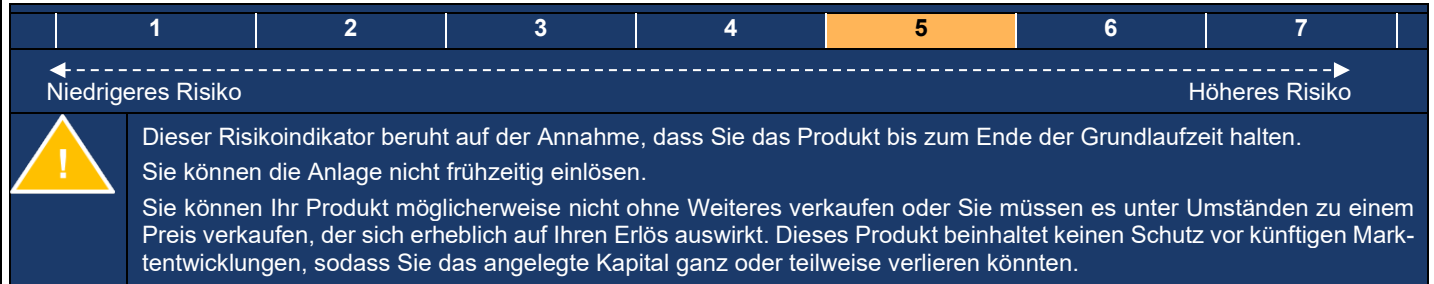 1 2 3 4 5 6 7
Niedrigeres Risiko Höheres Risiko
!
Dieser Risikoindikator beruht auf der Annahme, dass Sie das Produkt bis zum Ende der Grundlaufzeit halten.
Sie können die Anlage nicht frühzeitig einlösen.
Sie können Ihr Produkt möglicherweise nicht ohne Weiteres verkaufen oder Sie müssen es unter Umständen zu einem
Preis verkaufen, der sich erheblich auf Ihren Erlös auswirkt. Dieses Produkt beinhaltet keinen Schutz vor künftigen Mark-
tentwicklungen, sodass Sie das angelegte Kapital ganz oder teilweise verlieren könnten.